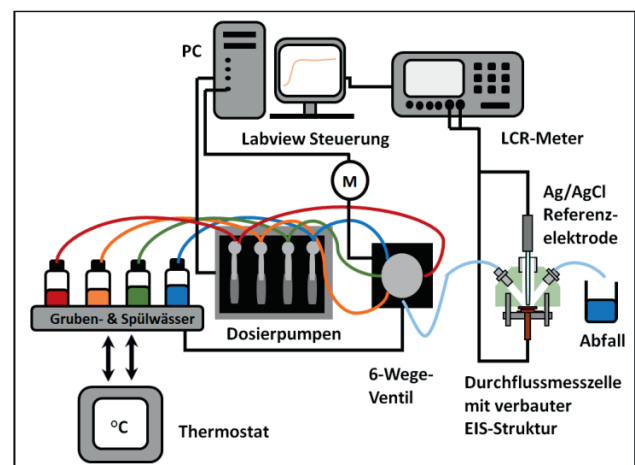 PC
Labview Steuerung
LCR-Meter
M
Ag/AgCl
Referenz-
elektrode
Gruben- & Spülwässer
Dosierpumpen
6-Wege-
Ventil
Abfall
Durchflussmesszelle
mit verbauter
EIS-Struktur
°C
Thermostat